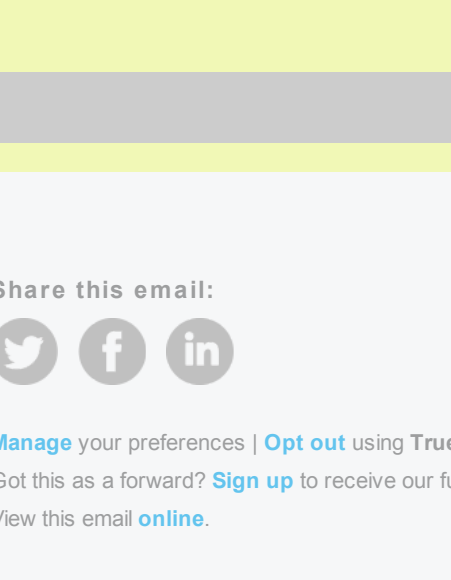 Share this email:
Manage your preferences | Opt out using True
Got this as a forward? Sign up to receive our fu
View this email online.